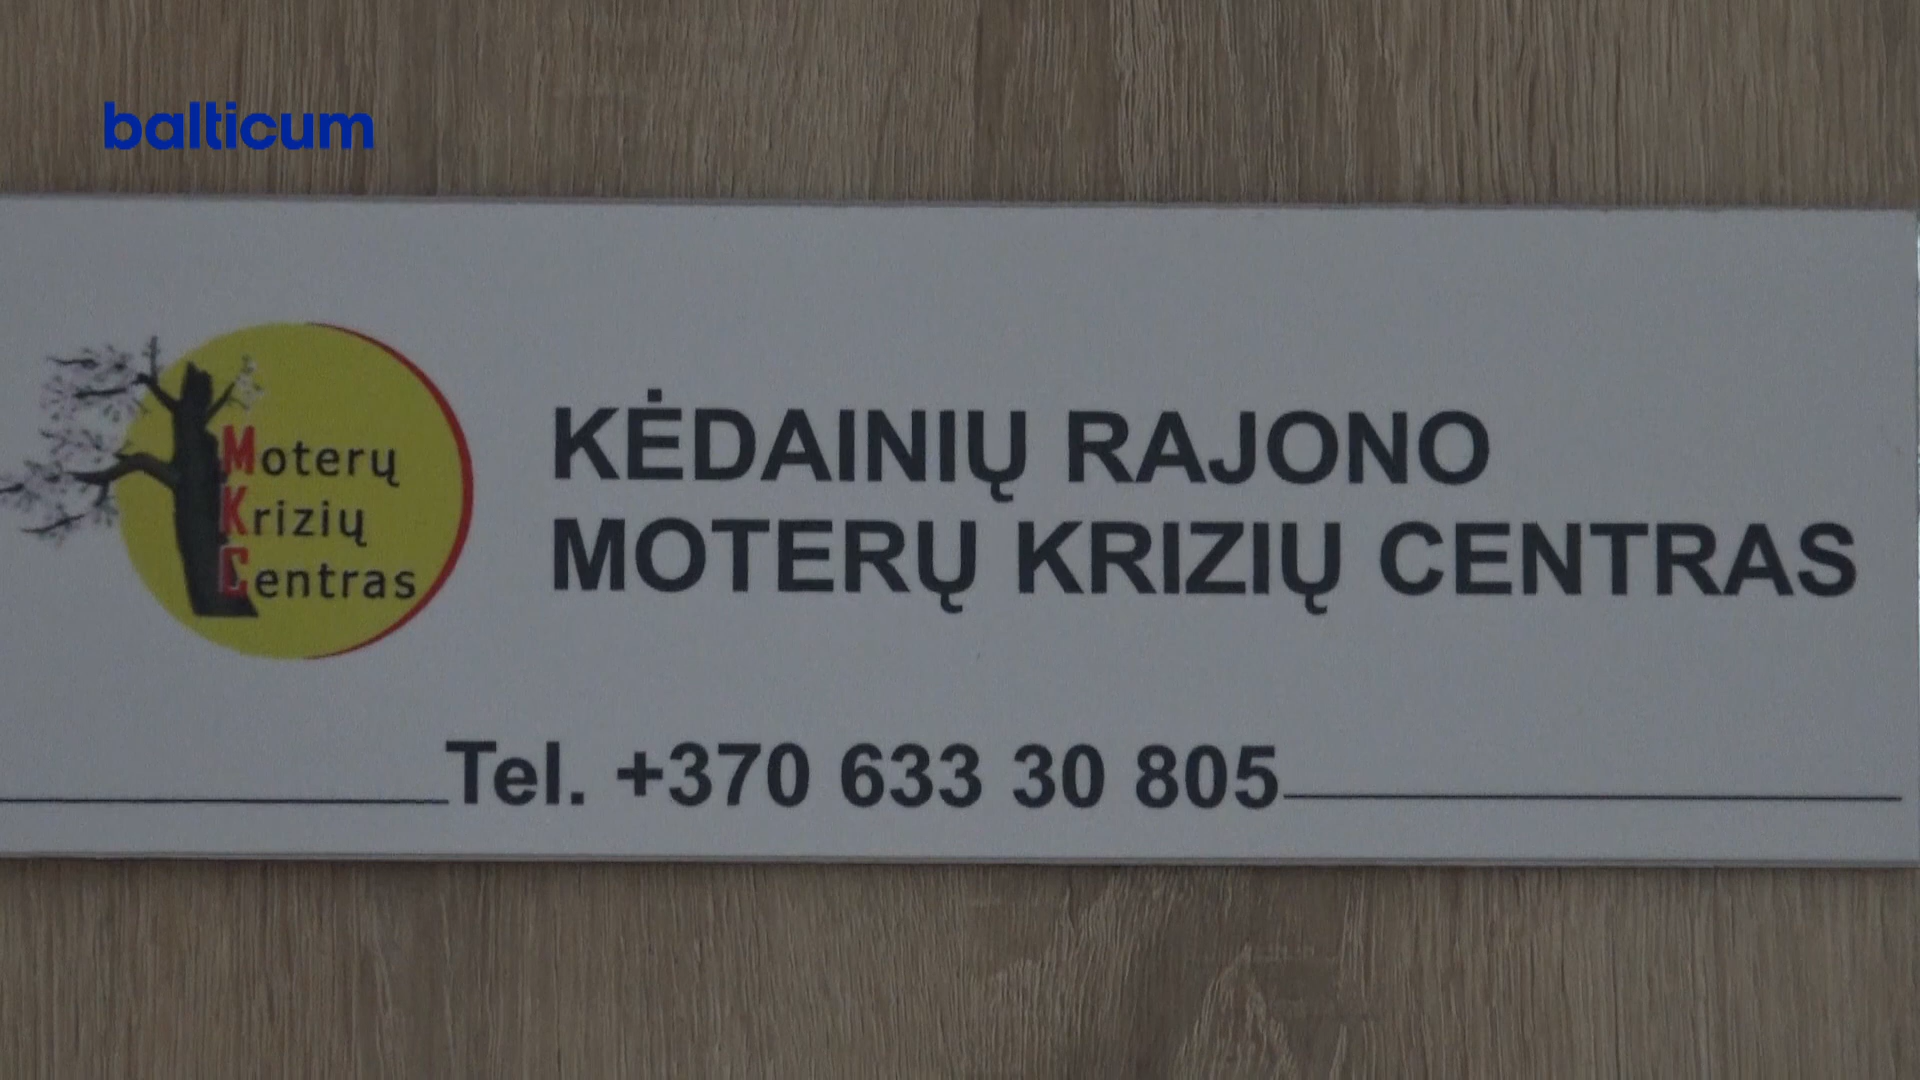 balticum
Moterų
Krizių
Centras
KĖDAINIŲ RAJONO
MOTERŲ KRIZIŲ CENTRAS
Tel. +370 633 30 805